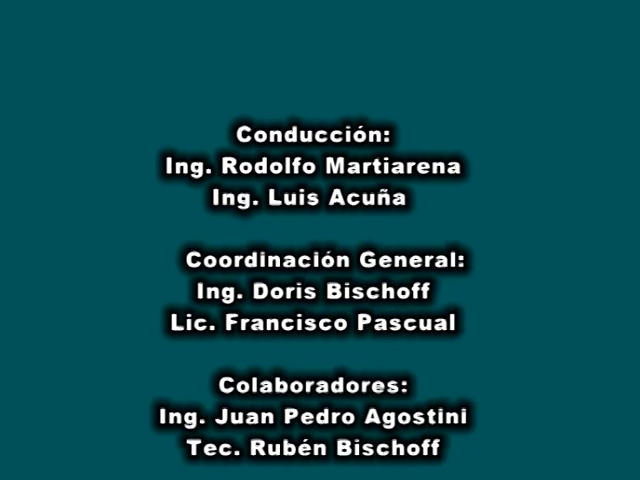 Conducción:
Ing. Rodolfo Martiarena
Ing. Luis Acuña
Coordinación General:
Ing. Doris Bischoff
Lic. Francisco Pascual
Colaboradores:
Ing. Juan Pedro Agostini
Tec. Rubén Bischoff